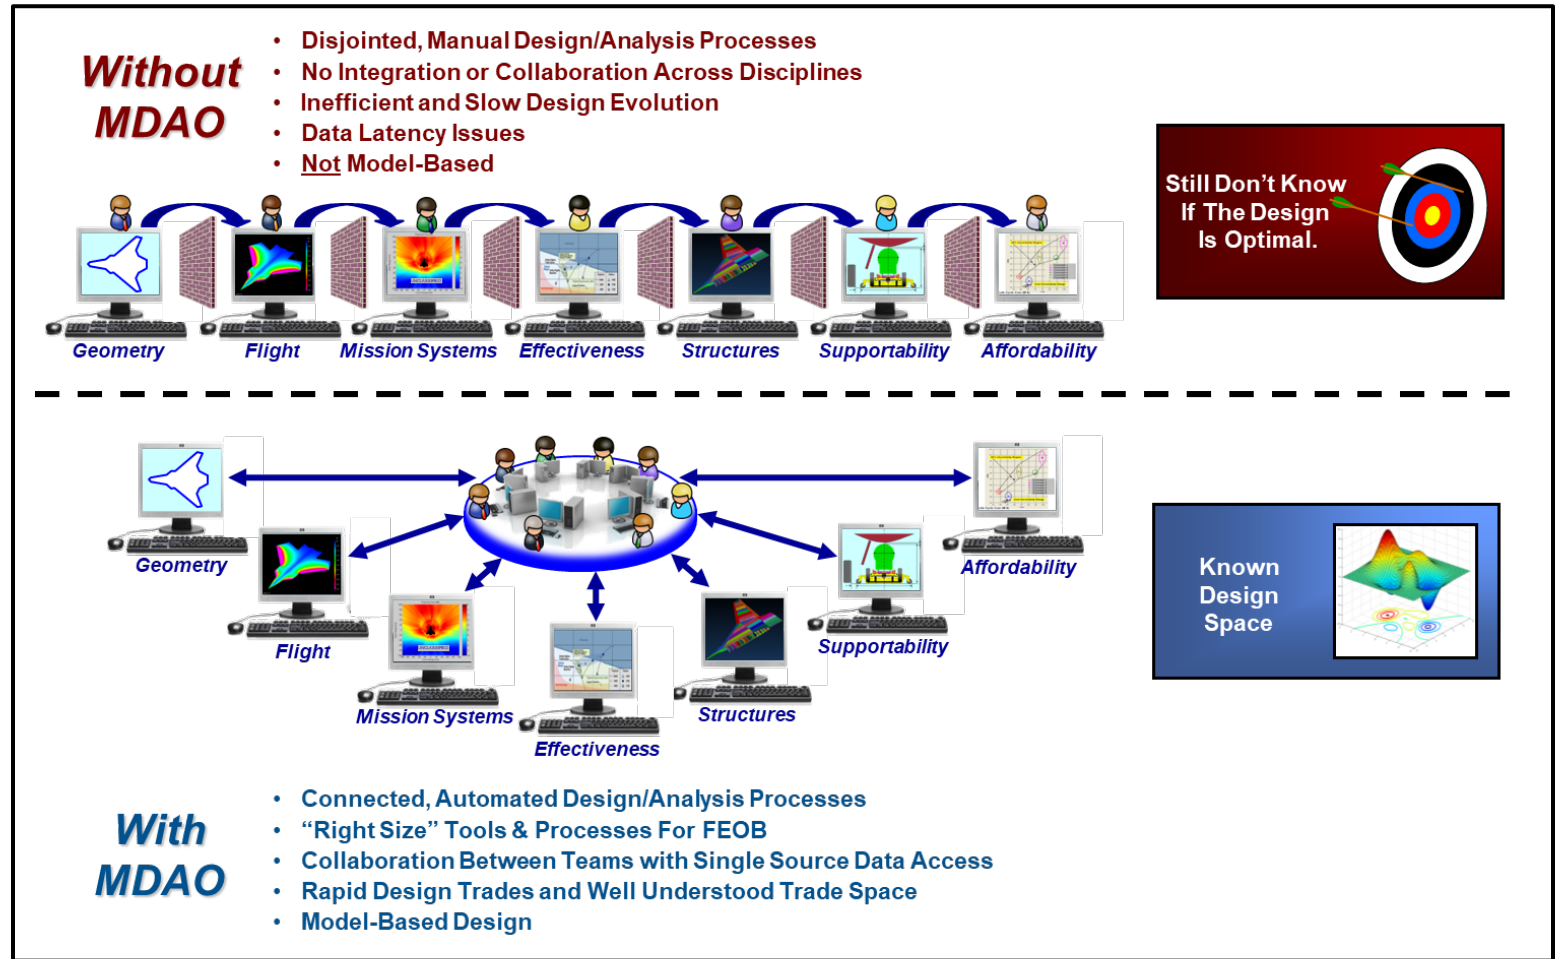 Without
MDAO
• Disjointed, Manual Design/Analysis Processes
• No Integration or Collaboration Across Disciplines
• Inefficient and Slow Design Evolution
• Data Latency Issues
• Not Model-Based
Still Don’t Know
If The Design
Is Optimal.
UNCLASSIFIED
Geometry
Flight
Mission Systems
Effectiveness
Structures
Supportability
Affordability
Geometry
Flight
UNCLASSIFIED
Mission Systems
Effectiveness
Structures
Supportability
Affordability
Known
Design
Space
With
MDAO
• Connected, Automated Design/Analysis Processes
• “Right Size” Tools & Processes For FEOB
• Collaboration Between Teams with Single Source Data Access
• Rapid Design Trades and Well Understood Trade Space
• Model-Based Design